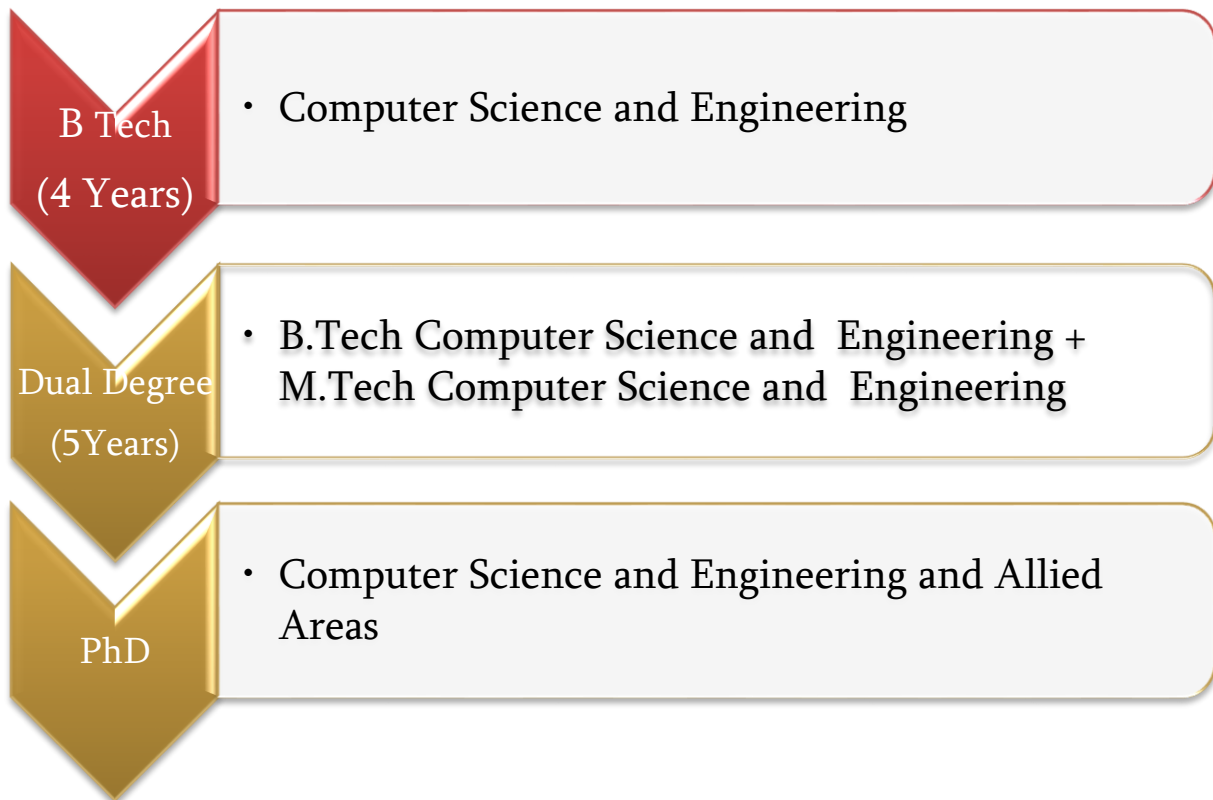 B Tech
(4 Years)
• Computer Science and Engineering
Dual Degree
(5Years)
• B.Tech Computer Science and  Engineering +
M.Tech Computer Science and  Engineering
PhD
• Computer Science and Engineering and Allied
Areas